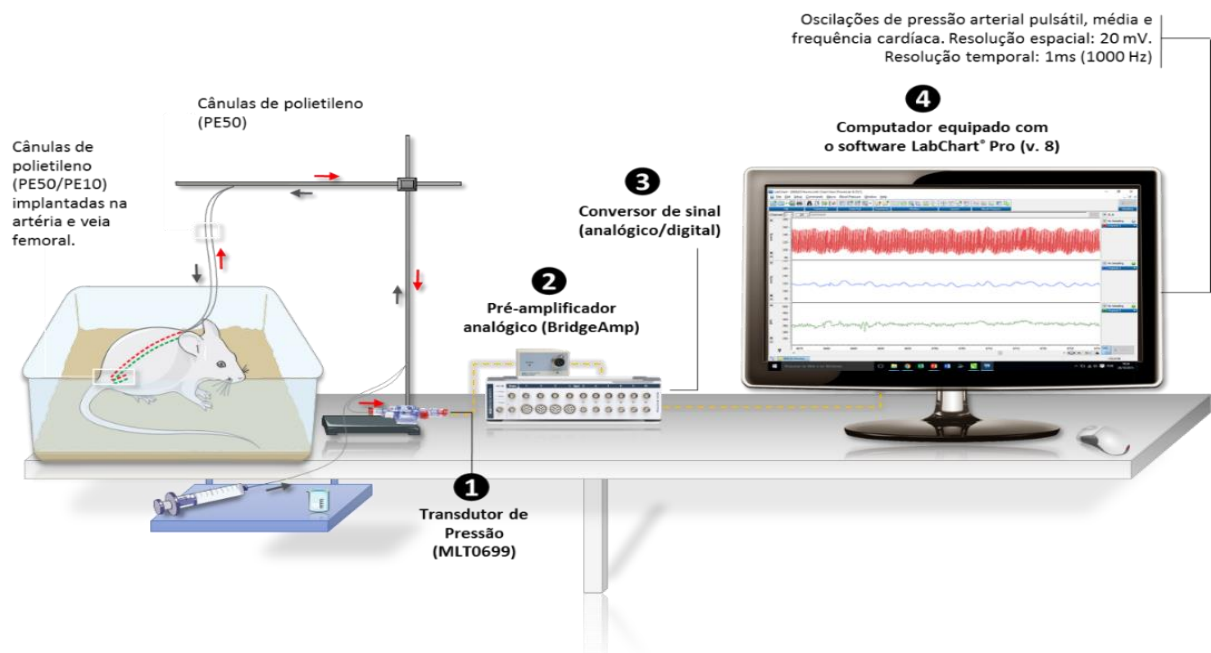 Oscilações de pressão arterial pulsátil, média e
frequência cardíaca. Resolução espacial: 20 mV.
Resolução temporal: 1ms (1000 Hz)
4
Computador equipado com
o software LabChart® Pro (v. 8)
Cânulas de polietileno
(PE50)
Cânulas de
polietileno
(PE50/PE10)
implantadas na
artéria e veia
femoral.
3
Conversor de sinal
(analógico/digital)
2
Pré-amplificador
analógico (BridgeAmp)
1
Transdutor de
Pressão
(MLT0699)